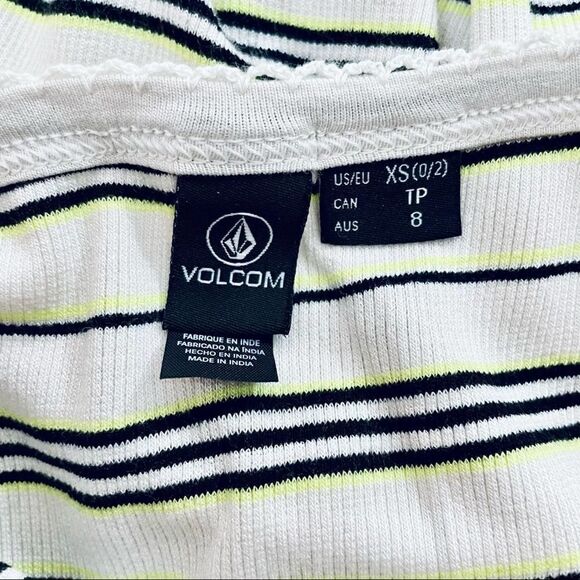 VOLCOM
FABRIQUE EN INDE
FABRICADO NA ÍNDIA
HECHO EN INDIA
MADE IN INDIA
US/EU XS(0/2)
CAN TP
AUS 8